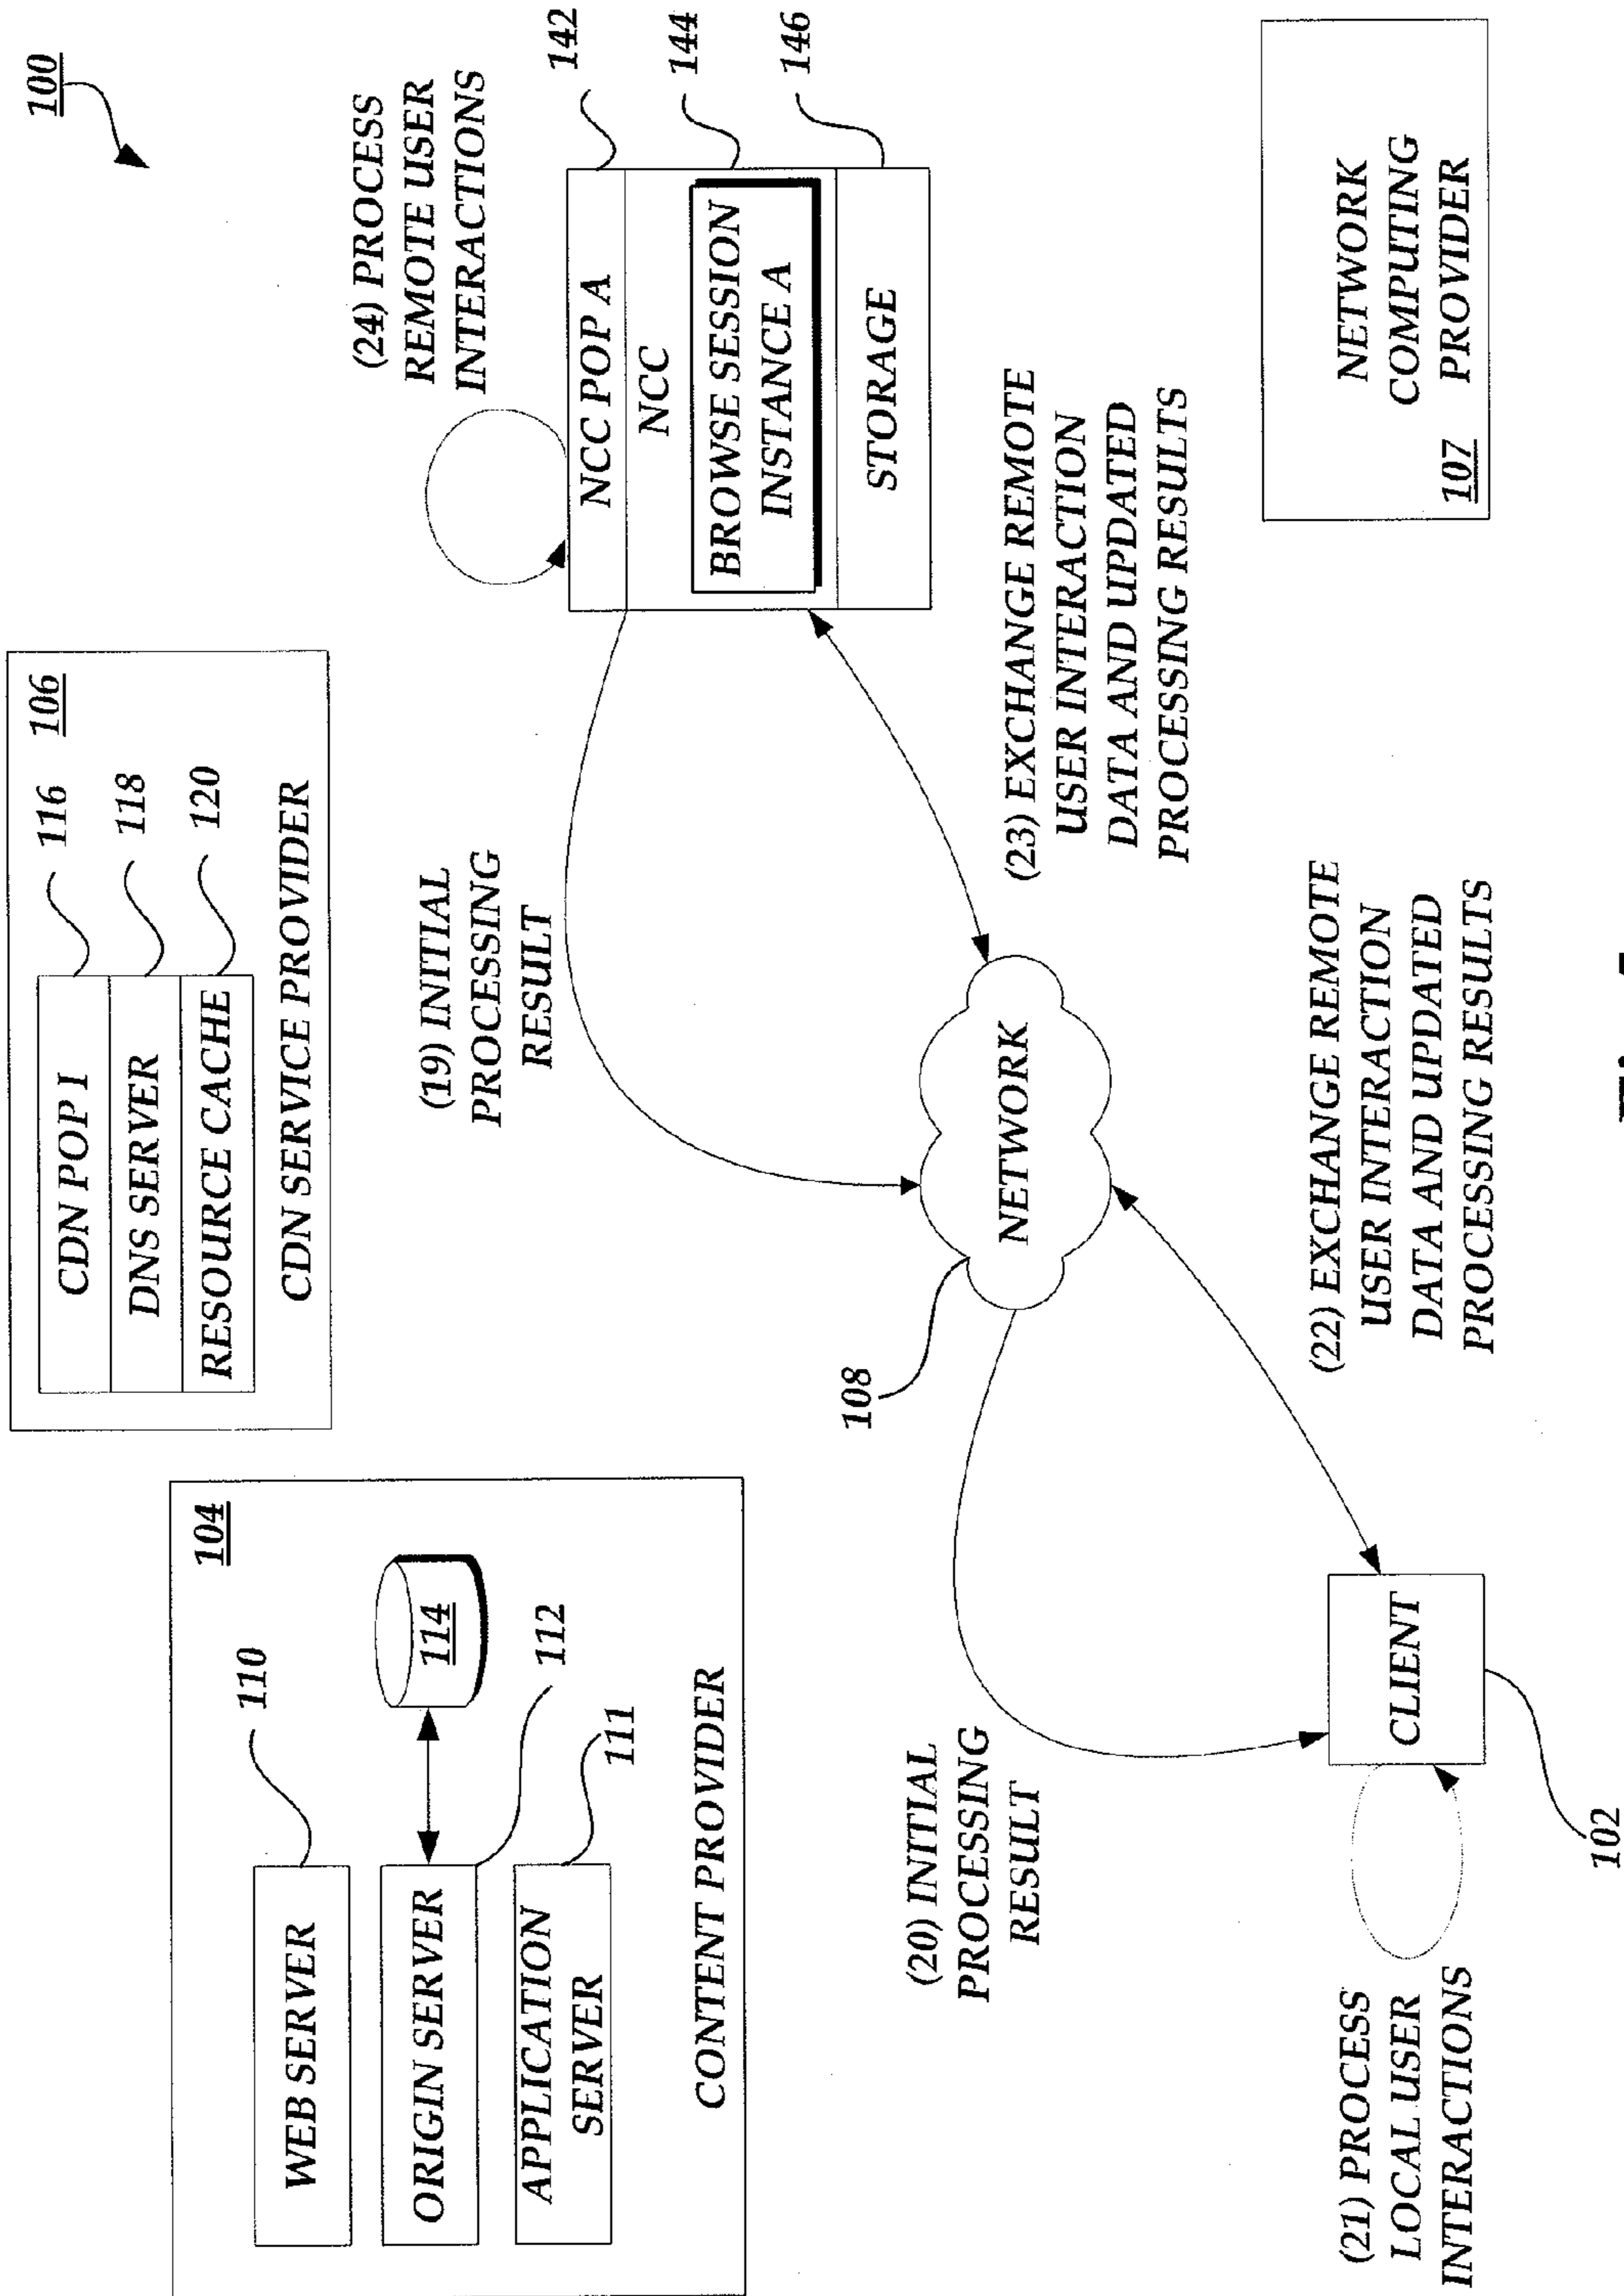 100
104
110
WEB SERVER
ORIGIN SERVER
114
112
APPLICATION
SERVER
111
CONTENT PROVIDER
106
CDN POP I
116
DNS SERVER
118
RESOURCE CACHE
120
CDN SERVICE PROVIDER
(19) INITIAL
PROCESSING
RESULT
(24) PROCESS
REMOTE USER
INTERACTIONS
NCC POP A
142
NCC
144
BROWSE SESSION
INSTANCE A
STORAGE
146
(20) INITIAL
PROCESSING
RESULT
108
NETWORK
(23) EXCHANGE REMOTE
USER INTERACTION
DATA AND UPDATED
PROCESSING RESULTS
(21) PROCESS
LOCAL USER
INTERACTIONS
CLIENT
102
(22) EXCHANGE REMOTE
USER INTERACTION
DATA AND UPDATED
PROCESSING RESULTS
NETWORK
COMPUTING
PROVIDER
107